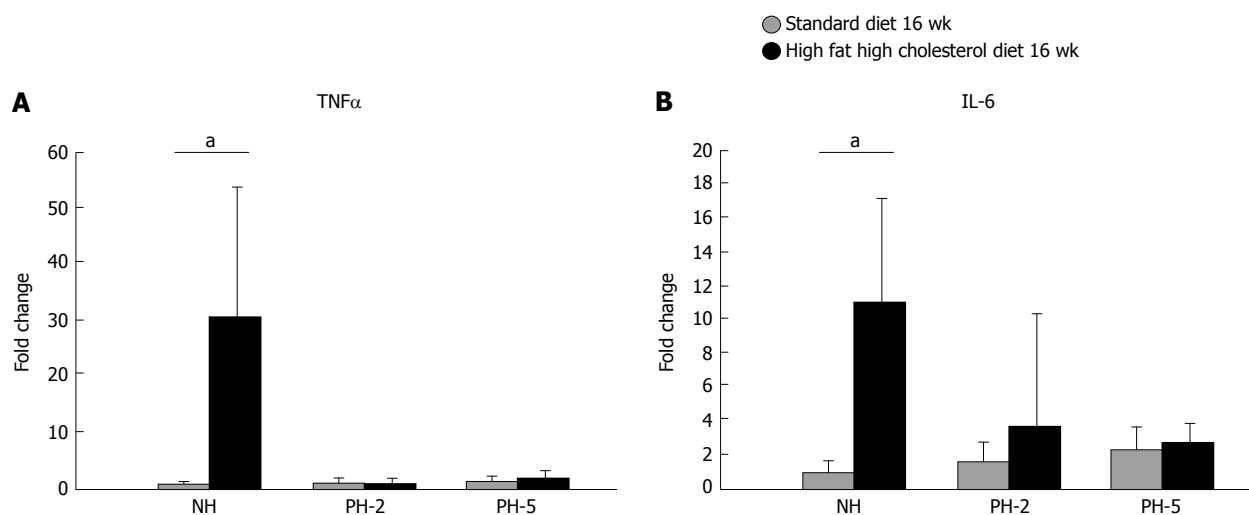 Standard diet 16 wk
High fat high cholesterol diet 16 wk
A
TNFα
a
60
50
40
30
20
10
0
Fold change
NH PH-2 PH-5
B
IL-6
a
20
18
16
14
12
10
8
6
4
2
0
Fold change
NH PH-2 PH-5